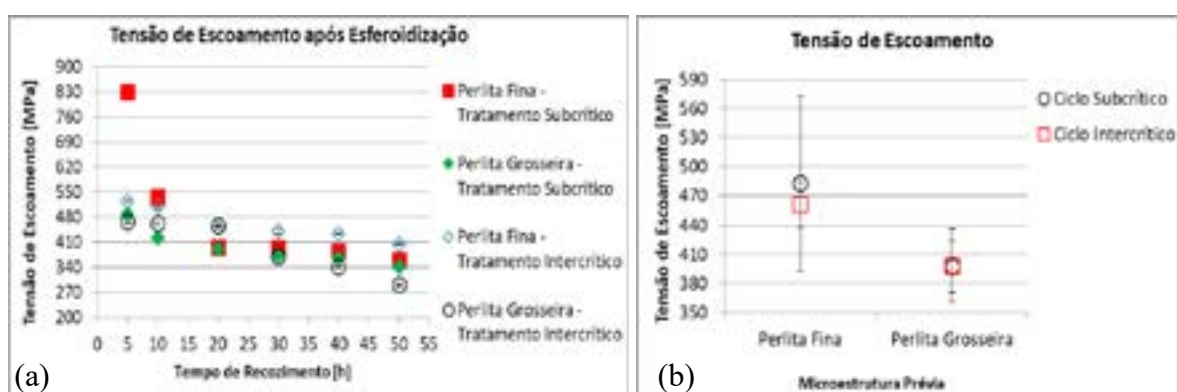 Tensão de Escoamento após Esferoidização
Tensão de Escoamento [MPa]
900
830
760
690
620
550
480
410
340
270
200
0 5 10 15 20 25 30 35 40 45 50 55
Tempo de Recozimento [h]
Perlita Fina -
Tratamento Subcrítico
Perlita Grosseira -
Tratamento Subcrítico
Perlita Fina -
Tratamento Intercrítico
Perlita Grosseira -
Tratamento Intercrítico
(a)
Tensão de Escoamento
Tensão de Escoamento [MPa]
590
560
530
500
470
440
410
380
350
Perlita Fina Perlita Grosseira
Microestrutura Prévia
Ciclo Subcrítico
Ciclo Intercrítico
(b)